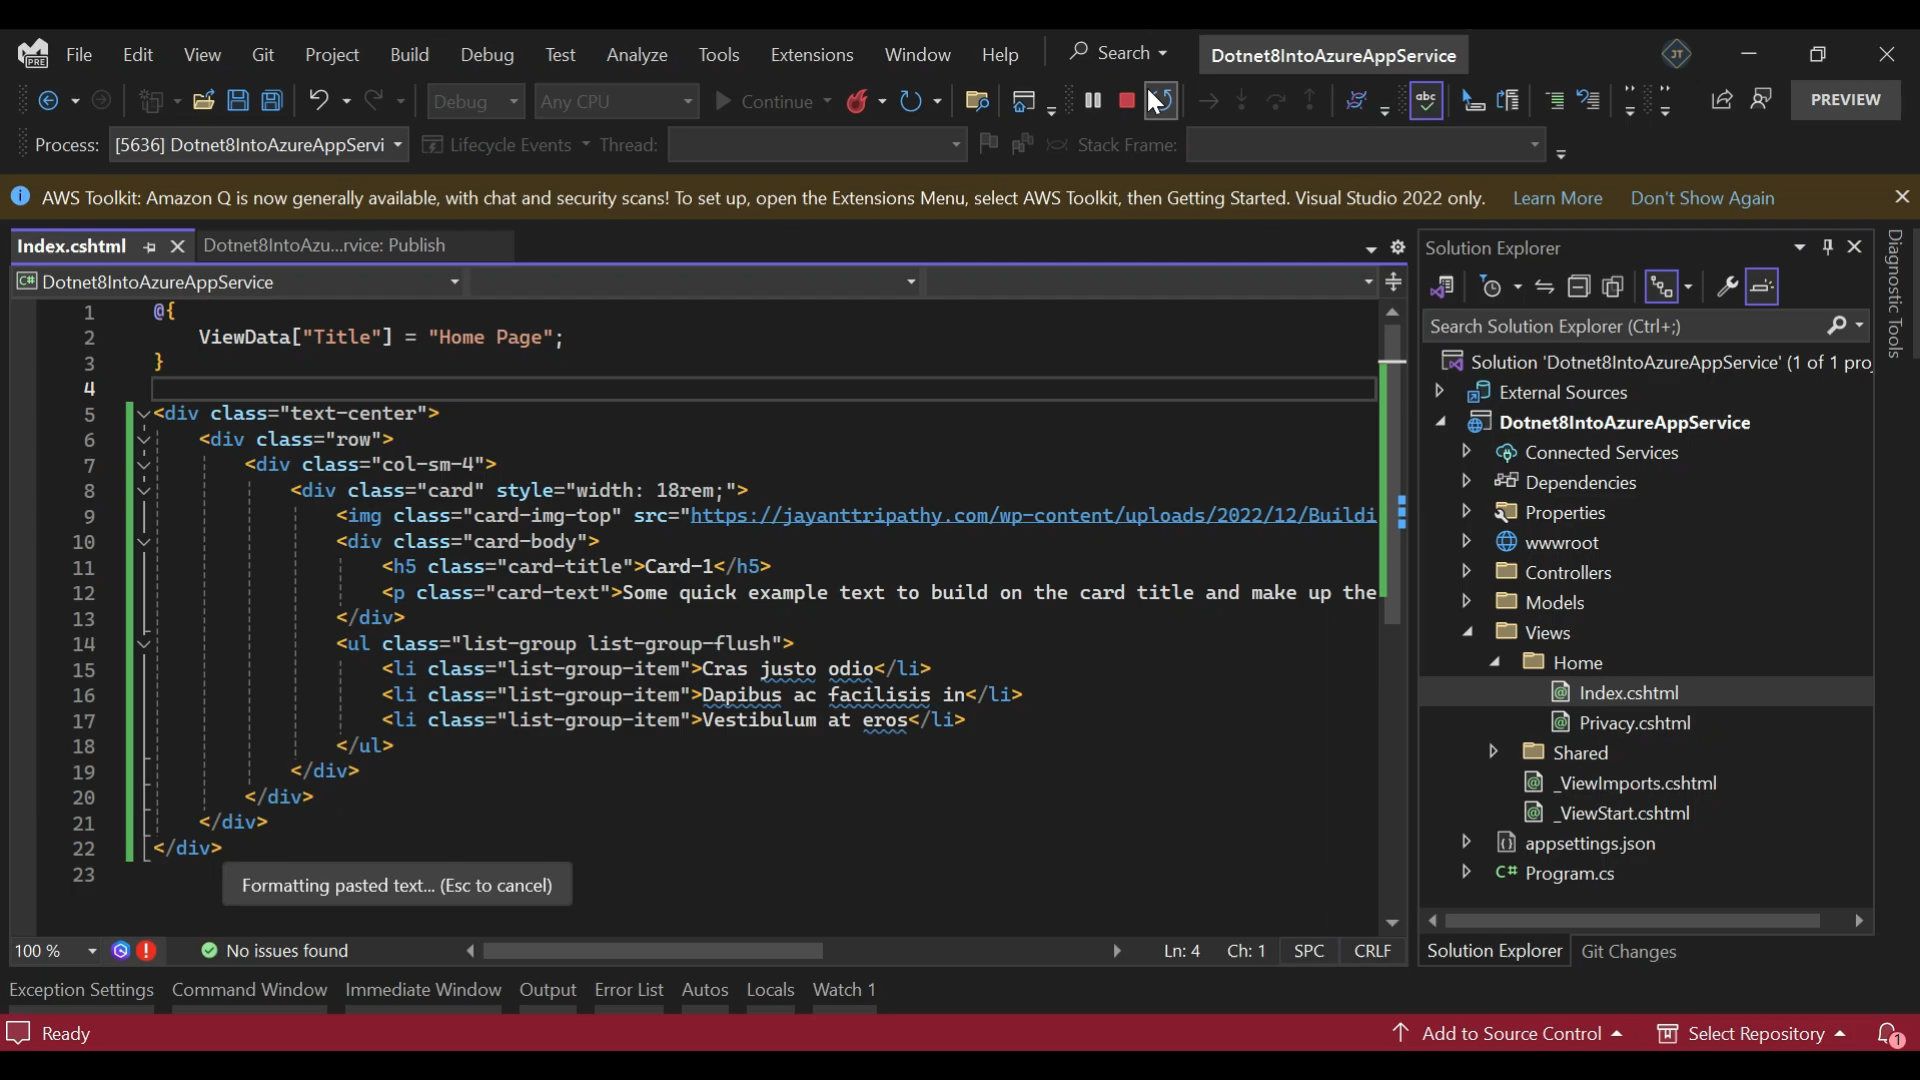 File Edit View Git Project Build Debug Test Analyze Tools Extensions Window Help Search Dotnet8IntoAzureAppService JT
PRE
Debug Any CPU Continue abc PREVIEW
Process: [5636] Dotnet8IntoAzureAppServi Lifecycle Events Thread: Stack Frame:
AWS Toolkit: Amazon Q is now generally available, with chat and security scans! To set up, open the Extensions Menu, select AWS Toolkit, then Getting Started. Visual Studio 2022 only. Learn More Don't Show Again
Index.cshtml Dotnet8IntoAzu...rvice: Publish
C# Dotnet8IntoAzureAppService
1 @{
2 ViewData["Title"] = "Home Page";
3 }
4
5 <div class="text-center">
6 <div class="row">
7 <div class="col-sm-4">
8 <div class="card" style="width: 18rem;">
9 <img class="card-img-top" src="https://jayanttripathy.com/wp-content/uploads/2022/12/Buildi
10 <div class="card-body">
11 <h5 class="card-title">Card-1</h5>
12 <p class="card-text">Some quick example text to build on the card title and make up the
13 </div>
14 <ul class="list-group list-group-flush">
15 <li class="list-group-item">Cras justo odio</li>
16 <li class="list-group-item">Dapibus ac facilisis in</li>
17 <li class="list-group-item">Vestibulum at eros</li>
18 </ul>
19 </div>
20 </div>
21 </div>
22 </div>
23
Formatting pasted text... (Esc to cancel)
100 % No issues found Ln: 4 Ch: 1 SPC CRLF
Solution Explorer
Search Solution Explorer (Ctrl+;)
Solution 'Dotnet8IntoAzureAppService' (1 of 1 pro
External Sources
Dotnet8IntoAzureAppService
Connected Services
Dependencies
Properties
wwwroot
Controllers
Models
Views
Home
Index.cshtml
Privacy.cshtml
Shared
_ViewImports.cshtml
_ViewStart.cshtml
appsettings.json
C# Program.cs
Solution Explorer Git Changes
Diagnostic Tools
Exception Settings Command Window Immediate Window Output Error List Autos Locals Watch 1
Ready Add to Source Control Select Repository 1